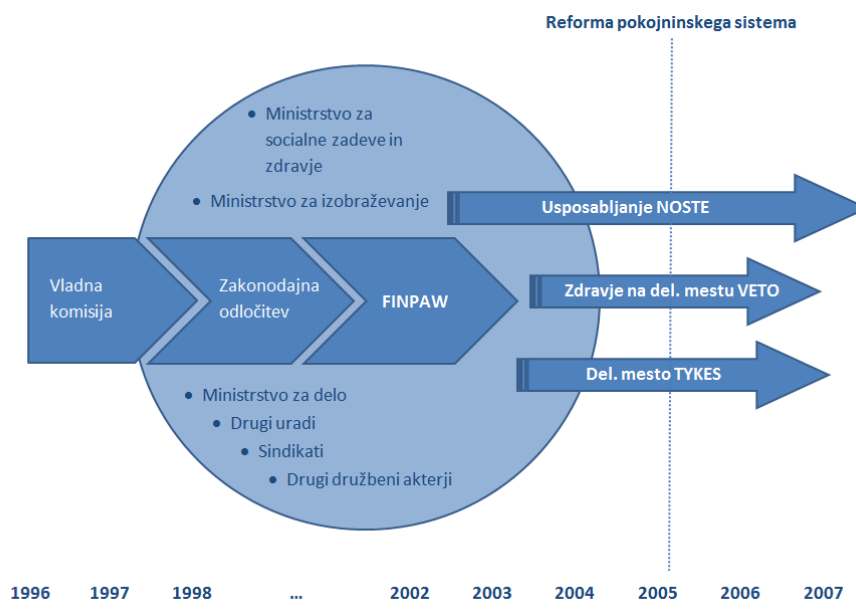 Reforma pokojninskega sistema
• Ministrstvo za
socialne zadeve in
zdravje
• Ministrstvo za izobraževanje
Usposabljanje NOSTE
Vladna
komisija
Zakonodajna
odločitev
FINPAW
Zdravje na del. mestu VETO
Del. mesto TYKES
• Ministrstvo za delo
• Drugi uradi
• Sindikati
• Drugi družbeni akterji
1996 1997 1998 ... 2002 2003 2004 2005 2006 2007